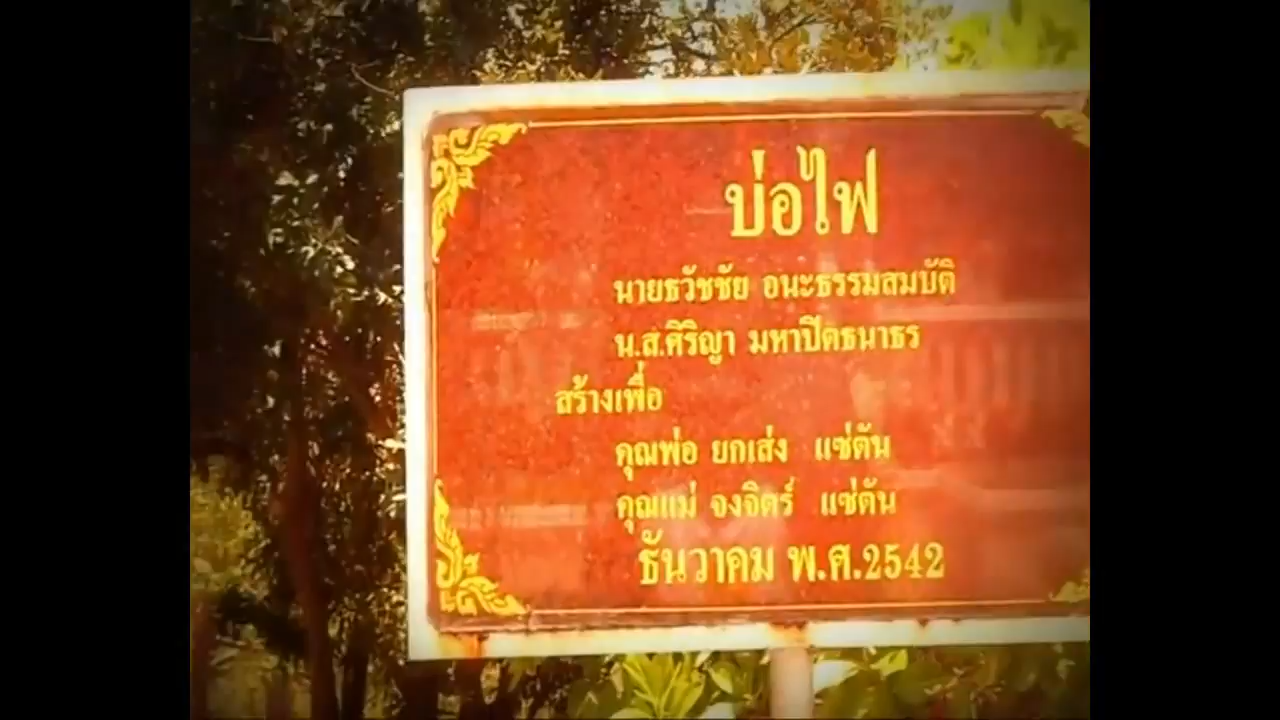 บ่อไฟ
นายธวัชชัย อนะธรรมสมบัติ
น.ส.ศิริญา มหาปีตธนาธร
สร้างเพื่อ
คุณพ่อ ยกเส่ง แซ่ตัน
คุณแม่ จงจิตร์ แซ่ตัน
ธันวาคม พ.ศ.2542